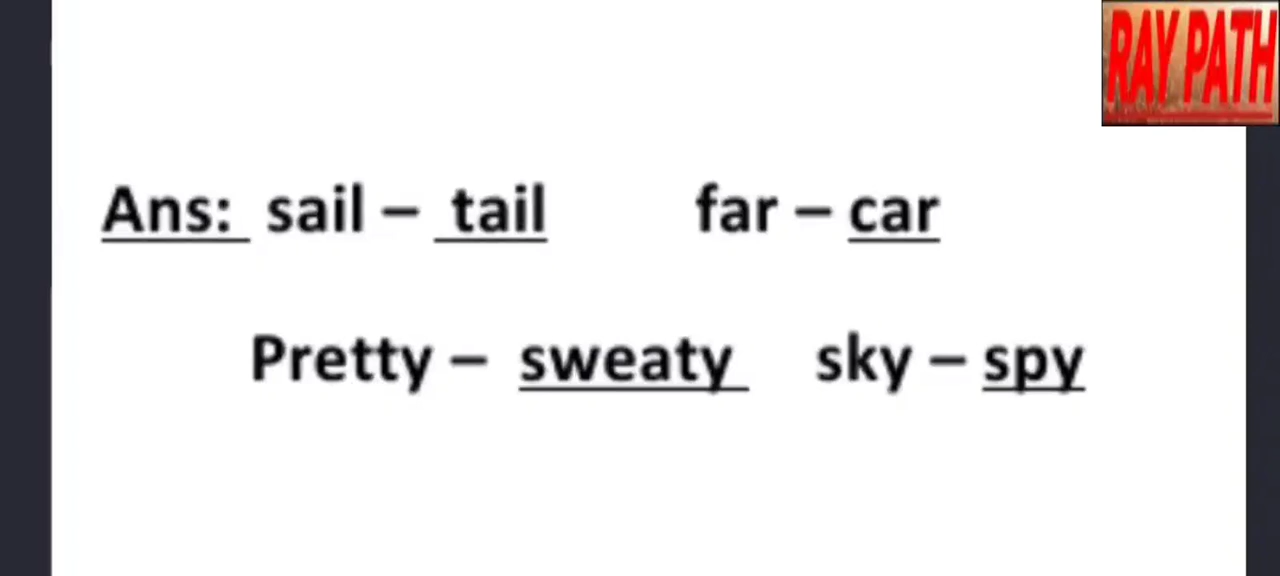 RAY PATH
Ans: sail – tail far – car
Pretty – sweaty sky – spy